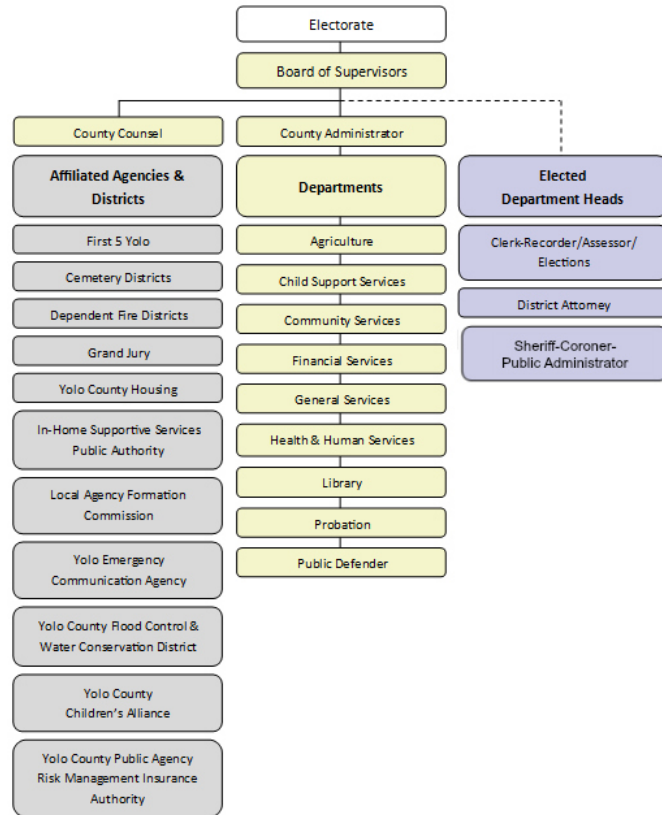 Electorate
Board of Supervisors
County Counsel
County Administrator
Affiliated Agencies &
Districts
First 5 Yolo
Cemetery Districts
Dependent Fire Districts
Grand Jury
Yolo County Housing
In-Home Supportive Services
Public Authority
Local Agency Formation
Commission
Yolo Emergency
Communication Agency
Yolo County Flood Control &
Water Conservation District
Yolo County
Children's Alliance
Yolo County Public Agency
Risk Management Insurance
Authority
Departments
Agriculture
Child Support Services
Community Services
Financial Services
General Services
Health & Human Services
Library
Probation
Public Defender
Elected
Department Heads
Clerk-Recorder/Assessor/
Elections
District Attorney
Sheriff-Coroner-
Public Administrator